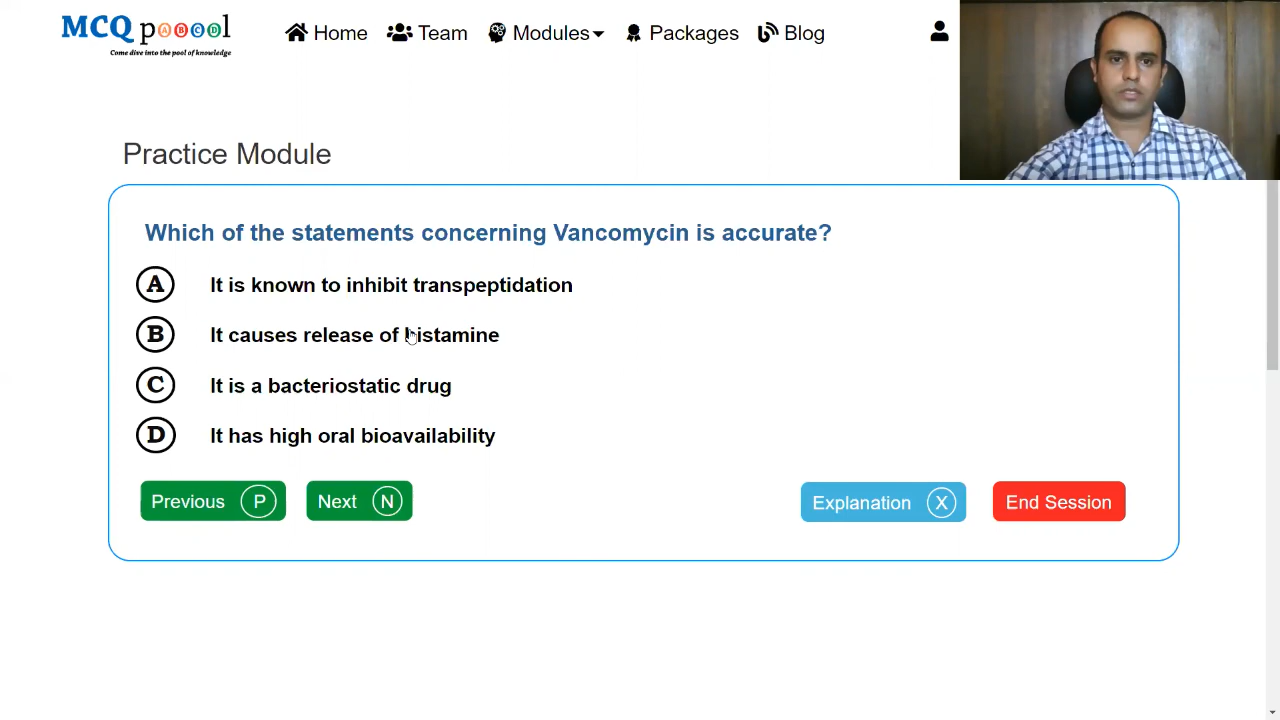 MCQ pABCDl
Come dive into the pool of knowledge
Home Team Modules Packages Blog
Practice Module
Which of the statements concerning Vancomycin is accurate?
A It is known to inhibit transpeptidation
B It causes release of histamine
C It is a bacteriostatic drug
D It has high oral bioavailability
Previous P Next N Explanation X End Session